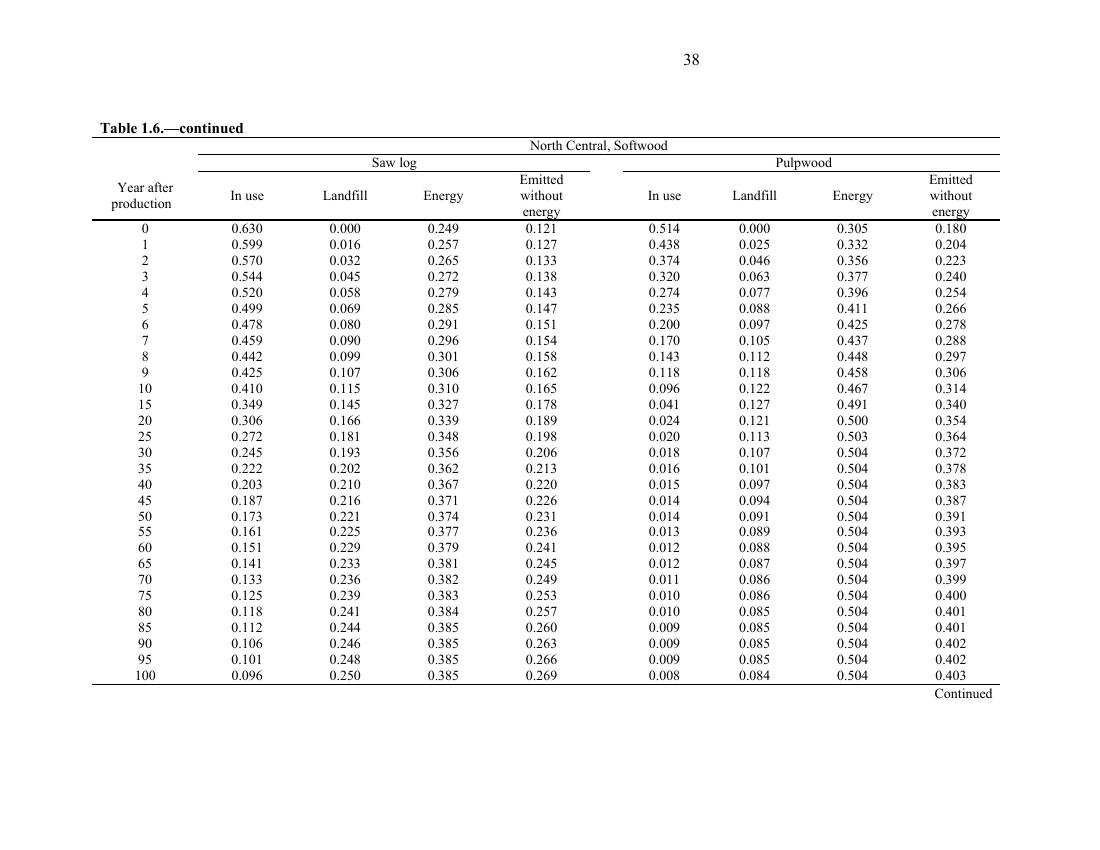 38
Table 1.6.—continued
North Central, Softwood
Saw log Pulpwood
Year after production In use Landfill Energy Emitted without energy In use Landfill Energy Emitted without energy
0 0.630 0.000 0.249 0.121 0.514 0.000 0.305 0.180
1 0.599 0.016 0.257 0.127 0.438 0.025 0.332 0.204
2 0.570 0.032 0.265 0.133 0.374 0.046 0.356 0.223
3 0.544 0.045 0.272 0.138 0.320 0.063 0.377 0.240
4 0.520 0.058 0.279 0.143 0.274 0.077 0.396 0.254
5 0.499 0.069 0.285 0.147 0.235 0.088 0.411 0.266
6 0.478 0.080 0.291 0.151 0.200 0.097 0.425 0.278
7 0.459 0.090 0.296 0.154 0.170 0.105 0.437 0.288
8 0.442 0.099 0.301 0.158 0.143 0.112 0.448 0.297
9 0.425 0.107 0.306 0.162 0.118 0.118 0.458 0.306
10 0.410 0.115 0.310 0.165 0.096 0.122 0.467 0.314
15 0.349 0.145 0.327 0.178 0.041 0.127 0.491 0.340
20 0.306 0.166 0.339 0.189 0.024 0.121 0.500 0.354
25 0.272 0.181 0.348 0.198 0.020 0.113 0.503 0.364
30 0.245 0.193 0.356 0.206 0.018 0.107 0.504 0.372
35 0.222 0.202 0.362 0.213 0.016 0.101 0.504 0.378
40 0.203 0.210 0.367 0.220 0.015 0.097 0.504 0.383
45 0.187 0.216 0.371 0.226 0.014 0.094 0.504 0.387
50 0.173 0.221 0.374 0.231 0.014 0.091 0.504 0.391
55 0.161 0.225 0.377 0.236 0.013 0.089 0.504 0.393
60 0.151 0.229 0.379 0.241 0.012 0.088 0.504 0.395
65 0.141 0.233 0.381 0.245 0.012 0.087 0.504 0.397
70 0.133 0.236 0.382 0.249 0.011 0.086 0.504 0.399
75 0.125 0.239 0.383 0.253 0.010 0.086 0.504 0.400
80 0.118 0.241 0.384 0.257 0.010 0.085 0.504 0.401
85 0.112 0.244 0.385 0.260 0.009 0.085 0.504 0.401
90 0.106 0.246 0.385 0.263 0.009 0.085 0.504 0.402
95 0.101 0.248 0.385 0.266 0.009 0.085 0.504 0.402
100 0.096 0.250 0.385 0.269 0.008 0.084 0.504 0.403
Continued